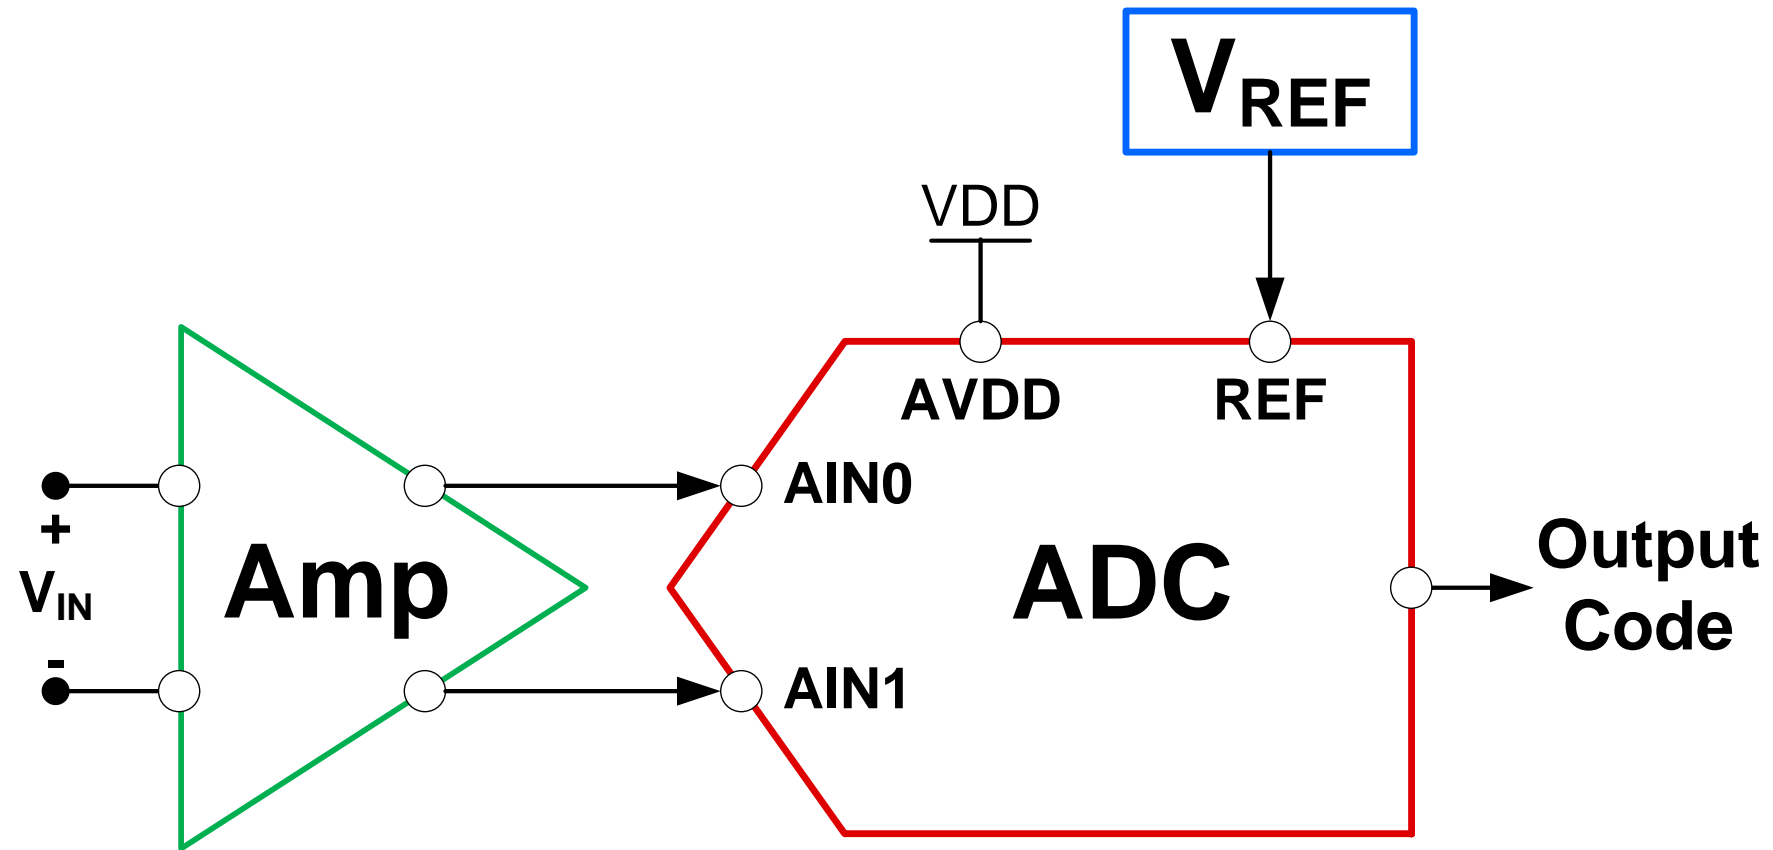 VREF
VDD
AVDD
REF
AIN0
+
VIN
-
Amp
ADC
Output
Code
AIN1